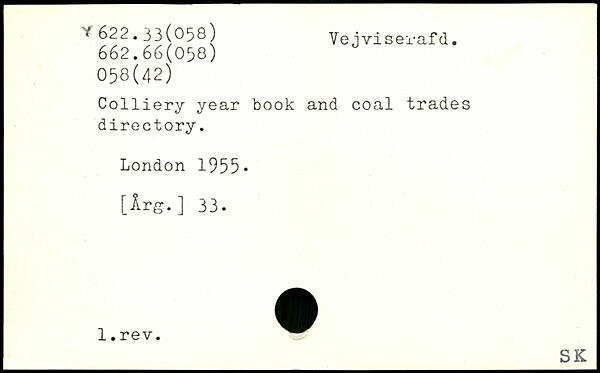 622.33(058)
Vejviserafd.
662.66(058)
058(42)
Colliery year book and coal trades
directory.
London 1955.
[Årg.] 33.
1.rev.
SK